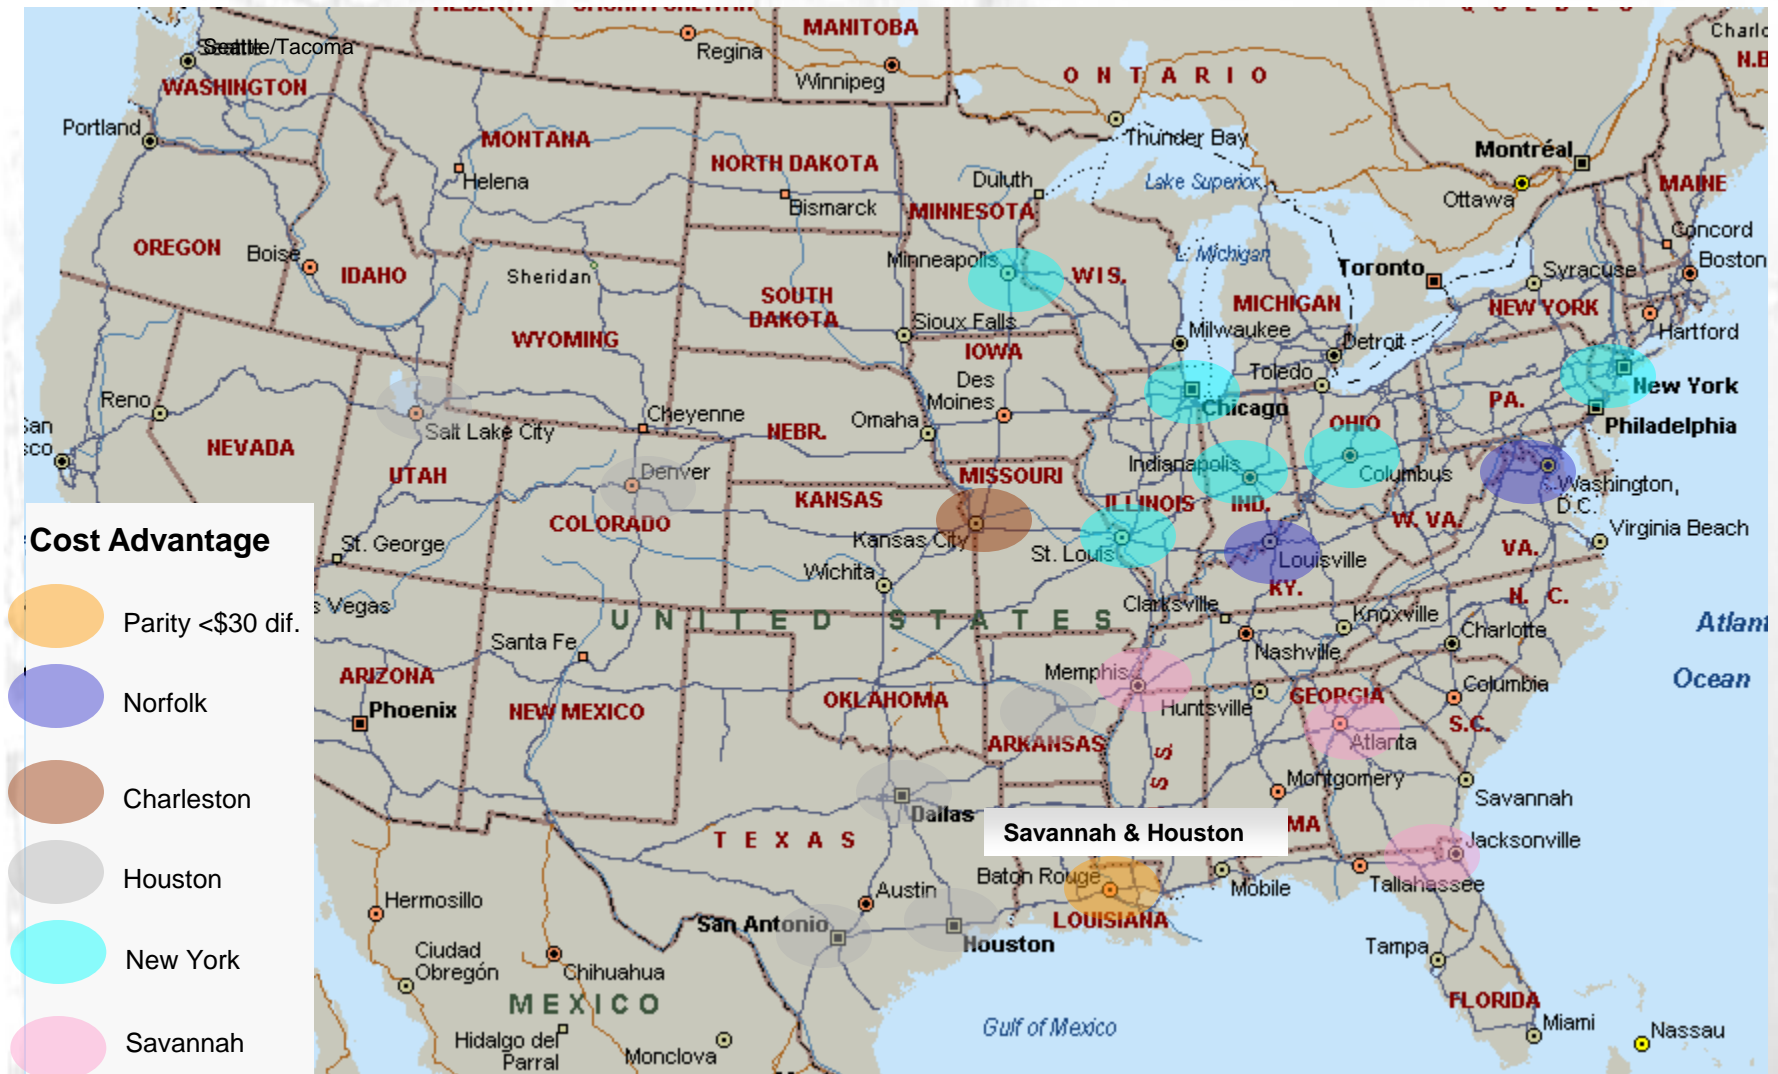 MANITOBA
Regina
Winnipeg
ONTARIO
N.B
Seattle/Tacoma
WASHINGTON
Portland
MONTANA
Helena
NORTH DAKOTA
Bismarck
Duluth
MINNESOTA
Thunder Bay
Lake Superior
Montréal
Ottawa
MAINE
Concord
Boston
OREGON
Boise
IDAHO
Sheridan
Minneapolis
WIS.
L. Michigan
Toronto
Syracuse
SOUTH
DAKOTA
MICHIGAN
NEW YORK
Hartford
WYOMING
Sioux Falls
IOWA
Milwaukee
Detroit
Toledo
Des
Moines
Reno
Salt Lake City
Cheyenne
NEBR.
Omaha
Chicago
OHIO
PA.
New York
Philadelphia
NEVADA
UTAH
Denver
KANSAS
MISSOURI
Indianapolis
Columbus
Washington,
D.C.
COLORADO
Kansas City
ILLINOIS
IND.
W. VA.
St. Louis
Louisville
VA.
Virginia Beach
St. George
Wichita
KY.
s Vegas
UNITED STATES
Clarksville
Knoxville
N. C.
Charlotte
Santa Fe
Nashville
Atlant
Ocean
ARIZONA
Phoenix
NEW MEXICO
OKLAHOMA
Memphis
Huntsville
GEORGIA
Columbia
S.C.
ARKANSAS
S S.
Atlanta
Montgomery
Savannah
Dallas
TEXAS
Savannah & Houston
MA
Jacksonville
Baton Rouge
Mobile
Tallahassee
Austin
San Antonio
Houston
LOUISIANA
Hermosillo
Ciudad
Obregón
Chihuahua
MEXICO
Hidalgo del
Parral
Monclova
Gulf of Mexico
Tampa
FLORIDA
Miami
Nassau
Cost Advantage
Parity <$30 dif.
Norfolk
Charleston
Houston
New York
Savannah